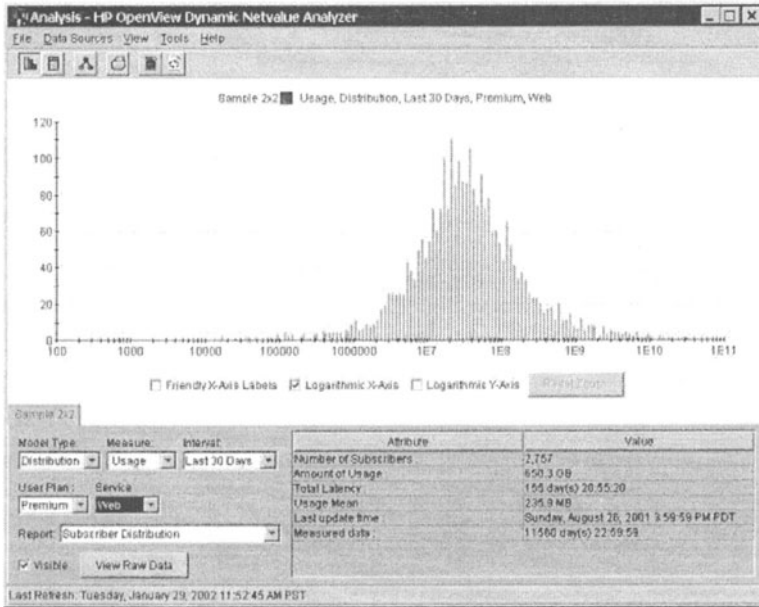 Analysis - HP OpenView Dynamic Netvalue Analyzer
File Data Sources View Tools Help
Sample 2x2 Usage, Distribution, Last 30 Days, Premium, Web
120
100
80
60
40
20
0
100 1000 10000 100000 1000000 1E7 1E8 1E9 1E10 1E11
Friendly X-Axis Labels Logarithmic X-Axis Logarithmic Y-Axis Reset Zoom
Sample 2x2
Model Type: Measure: Interval:
Distribution Usage Last 30 Days
User Plan: Service
Premium Web
Report: Subscriber Distribution
Visible View Raw Data
Attribute Value
Number of Subscribers : 2,757
Amount of Usage : 650.3 GB
Total Latency : 155 day(s) 20:55:20
Usage Mean : 235.9 MB
Last update time : Sunday, August 26, 2001 3:59:59 PM PDT
Measured data : 11560 day(s) 22:59:59
Last Refresh: Tuesday, January 29, 2002 11:52:45 AM PST